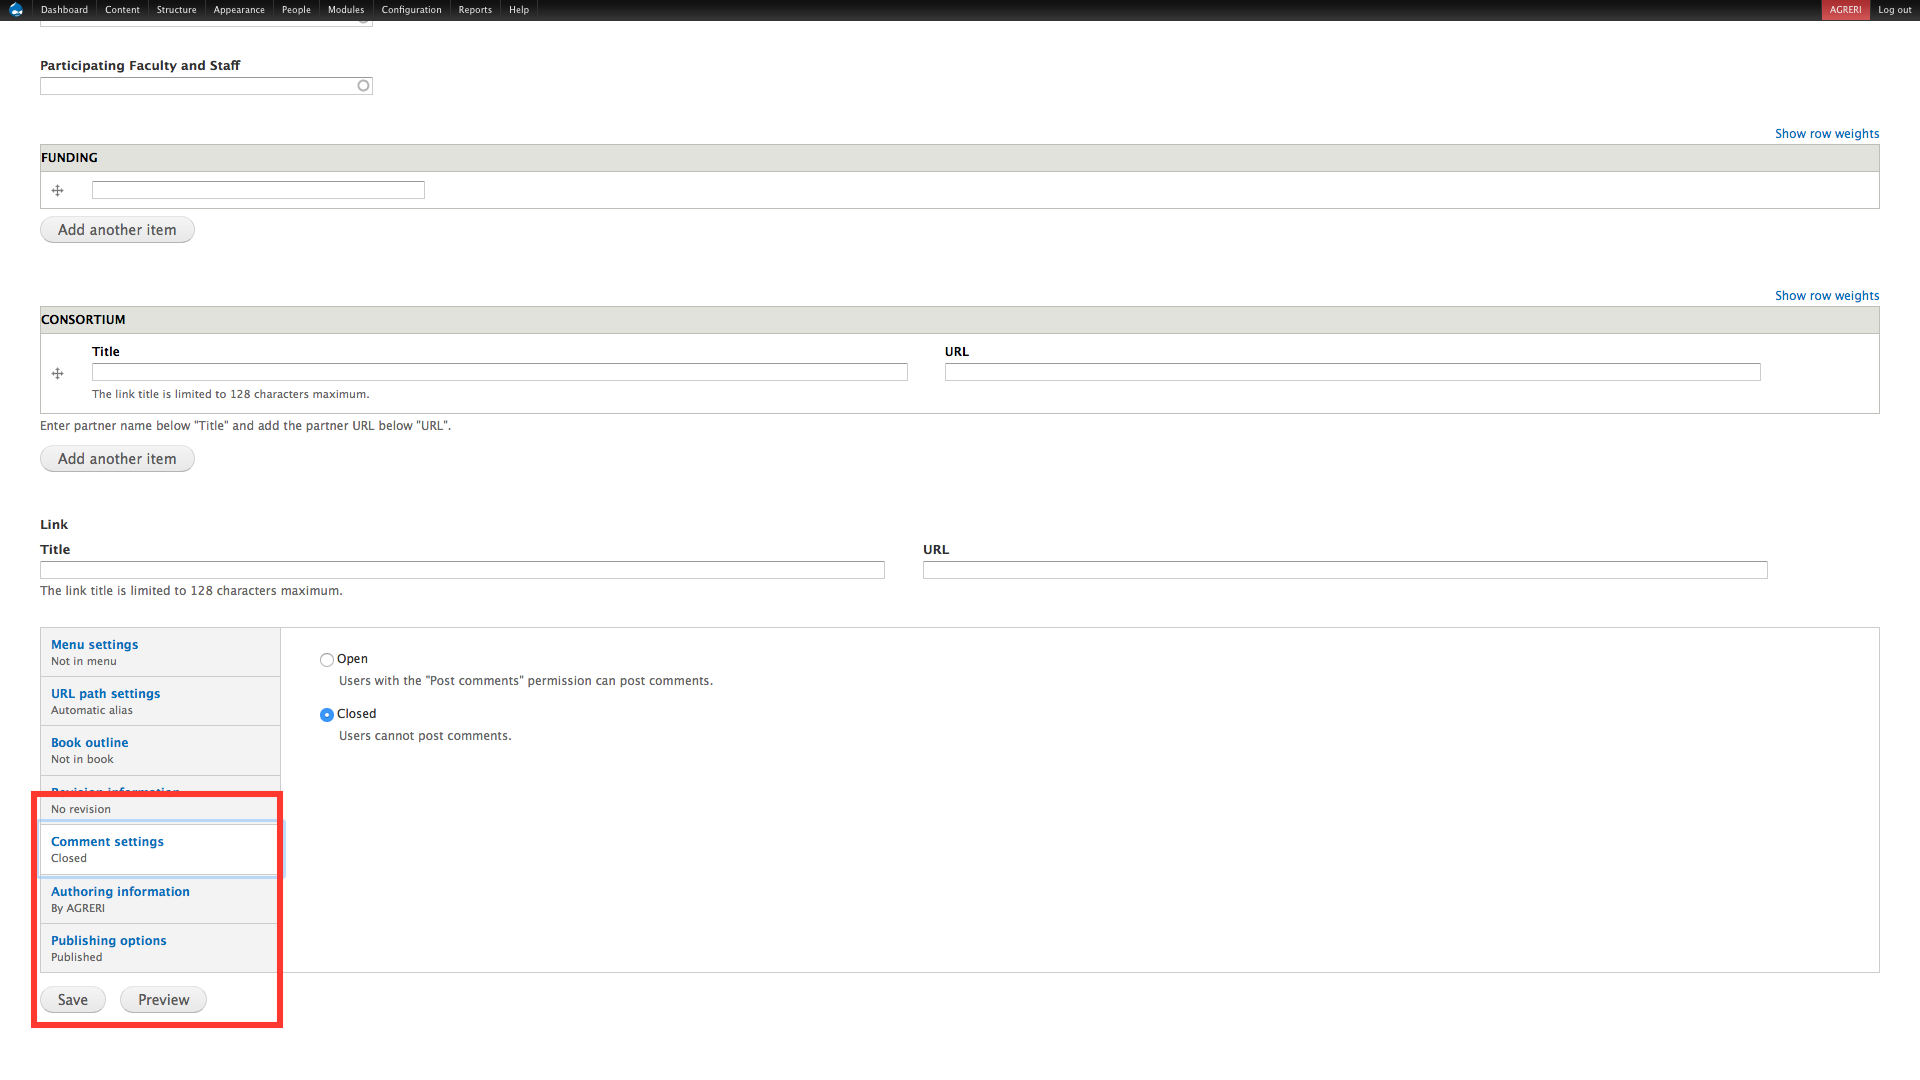 Dashboard Content Structure Appearance People Modules Configuration Reports Help AGRERI Log out
Participating Faculty and Staff
Show row weights
FUNDING
Add another item
Show row weights
CONSORTIUM
Title URL
The link title is limited to 128 characters maximum.
Enter partner name below "Title" and add the partner URL below "URL".
Add another item
Link
Title URL
The link title is limited to 128 characters maximum.
Menu settings
Not in menu
URL path settings
Automatic alias
Book outline
Not in book
Revision information
No revision
Comment settings
Closed
Authoring information
By AGRERI
Publishing options
Published
Open
Users with the "Post comments" permission can post comments.
Closed
Users cannot post comments.
Save Preview